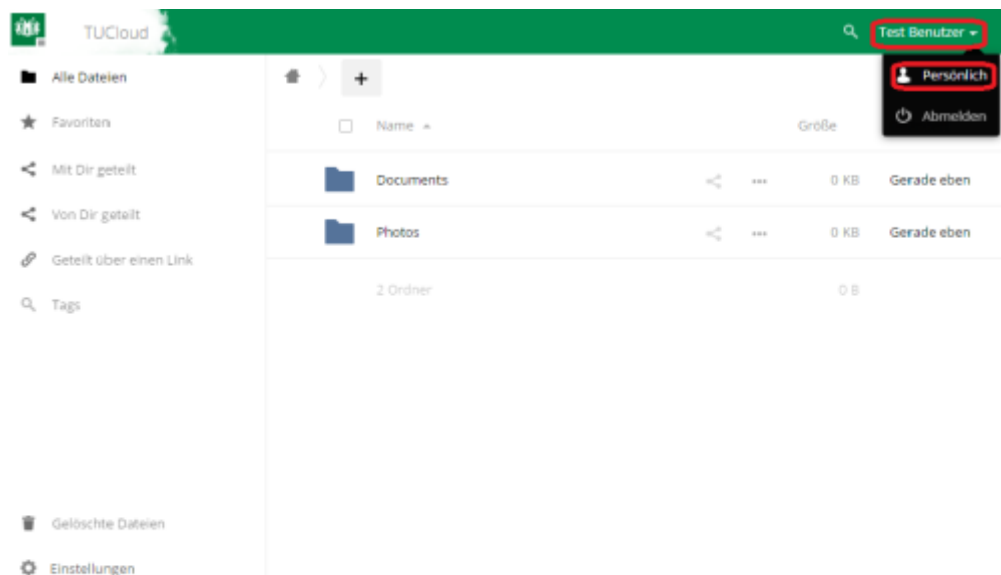 TUCloud
Test Benutzer
Persönlich
Abmelden
Alle Dateien
Favoriten
Mit Dir geteilt
Von Dir geteilt
Geteilt über einen Link
Tags
Gelöschte Dateien
Einstellungen
+
Name
Größe
Documents
0 KB
Gerade eben
Photos
0 KB
Gerade eben
2 Ordner
0 B